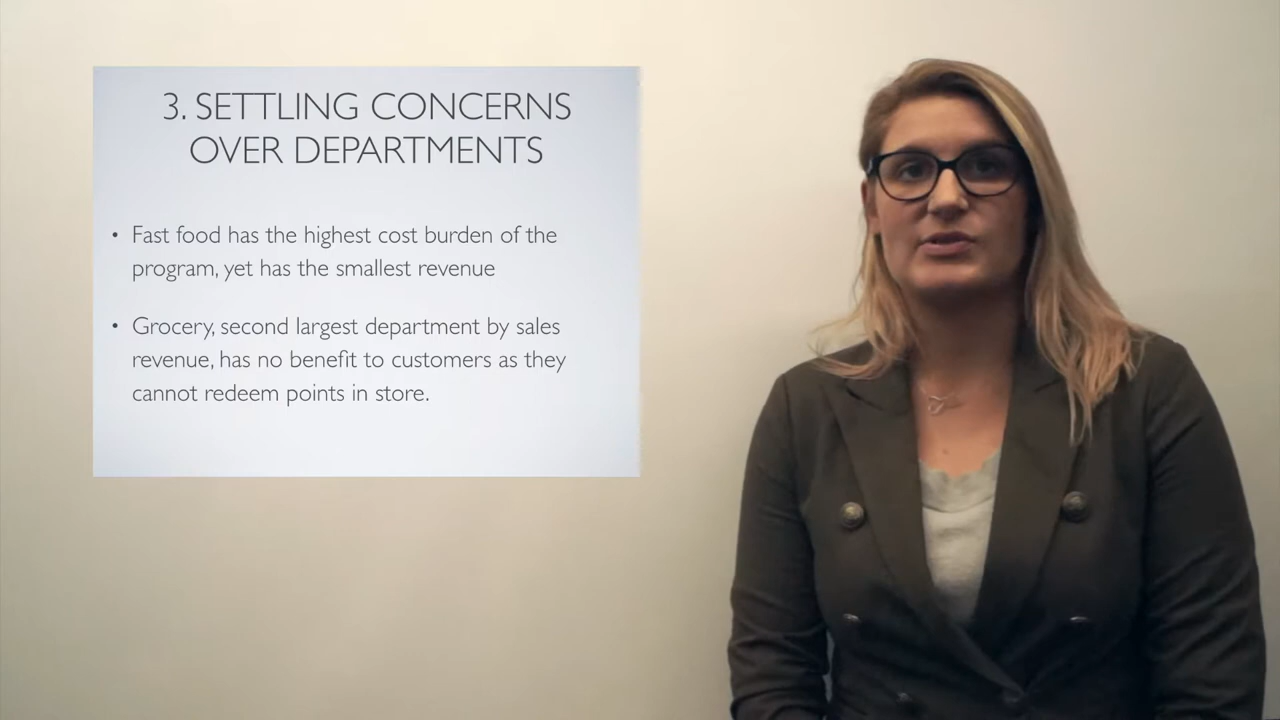 3. SETTLING CONCERNS
OVER DEPARTMENTS
• Fast food has the highest cost burden of the
program, yet has the smallest revenue
• Grocery, second largest department by sales
revenue, has no benefit to customers as they
cannot redeem points in store.